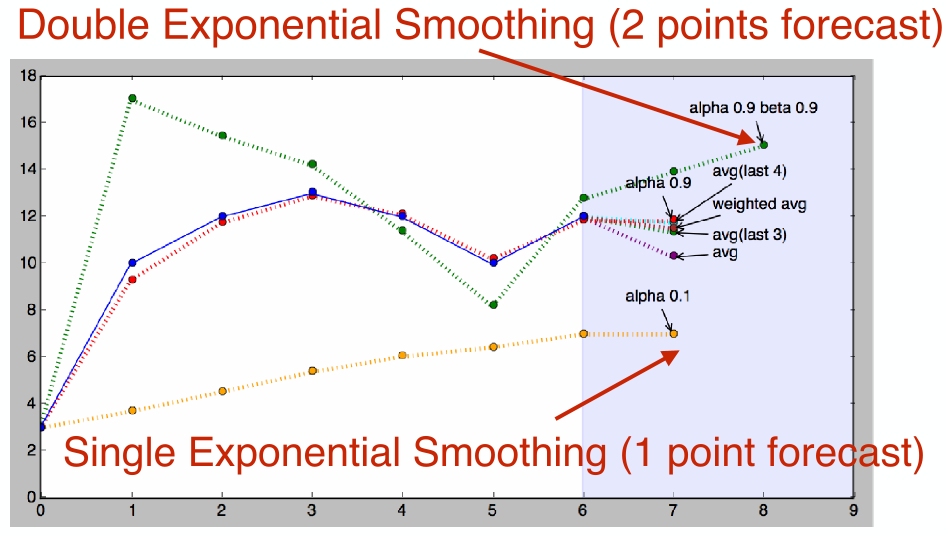 Double Exponential Smoothing (2 points forecast)
18
16
14
12
10
8
6
4
2
0
alpha 0.9 beta 0.9
avg(last 4)
alpha 0.9
weighted avg
avg(last 3)
avg
alpha 0.1
Single Exponential Smoothing (1 point forecast)
0 1 2 3 4 5 6 7 8 9